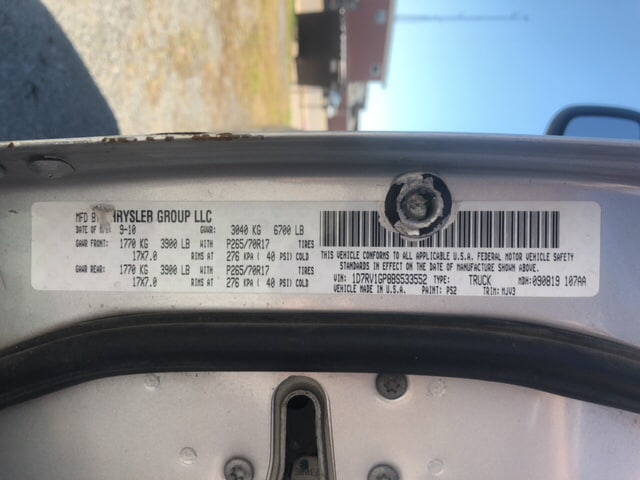 MFD B CHRYSLER GROUP LLC
DATE OF MFR 9-10 GVWR 3040 KG 6700 LB
GAWR FRONT: 1770 KG 3900 LB WITH P265/70R17 TIRES
17X7.0 RIMS AT 276 KPA ( 40 PSI) COLD
GAWR REAR: 1770 KG 3900 LB WITH P265/70R17 TIRES
17X7.0 RIMS AT 276 KPA ( 40 PSI) COLD
THIS VEHICLE CONFORMS TO ALL APPLICABLE U.S.A. FEDERAL MOTOR VEHICLE SAFETY
STANDARDS IN EFFECT ON THE DATE OF MANUFACTURE SHOWN ABOVE.
VIN: 1D7RV1GP8BS533552 TYPE: TRUCK MDH: 090819 107AA
VEHICLE MADE IN U.S.A. PAINT: PS2 TRIM: MJV3